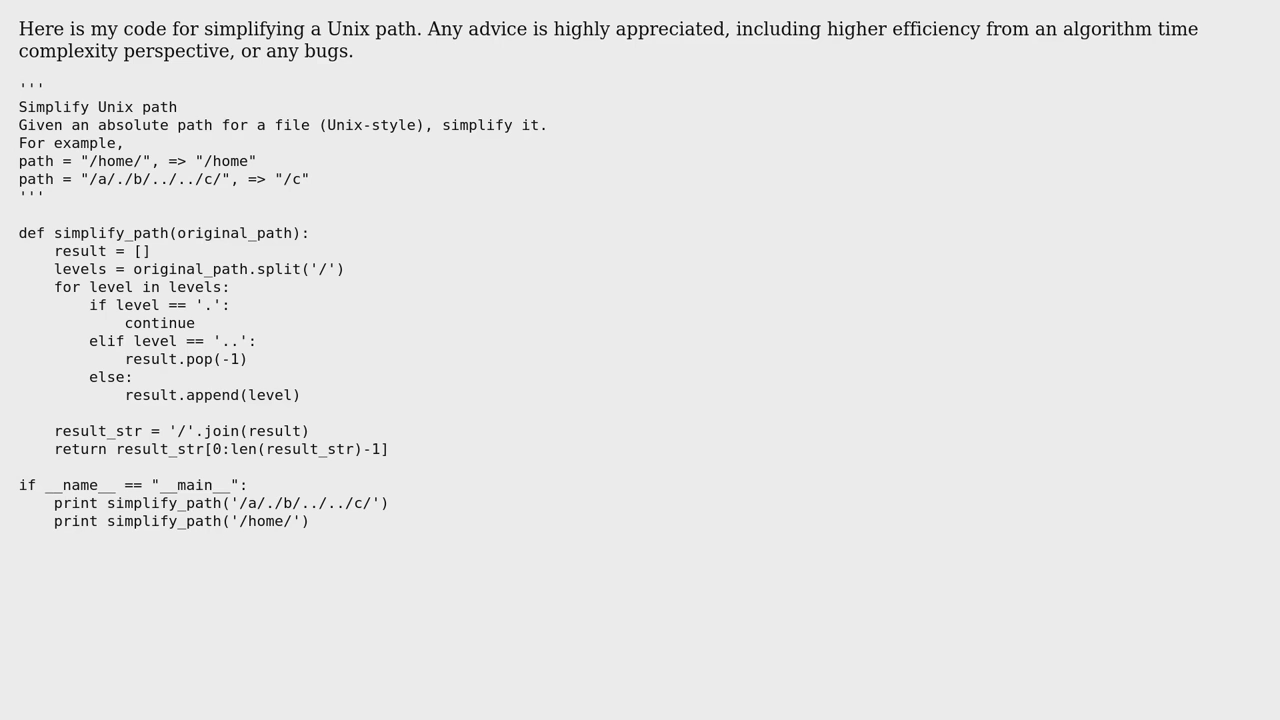 Here is my code for simplifying a Unix path. Any advice is highly appreciated, including higher efficiency from an algorithm time
complexity perspective, or any bugs.
'''
Simplify Unix path
Given an absolute path for a file (Unix-style), simplify it.
For example,
path = "/home/", => "/home"
path = "/a/./b/../../c/", => "/c"
'''
def simplify_path(original_path):
    result = []
    levels = original_path.split('/')
    for level in levels:
        if level == '.':
            continue
        elif level == '..':
            result.pop(-1)
        else:
            result.append(level)
    result_str = '/'.join(result)
    return result_str[0:len(result_str)-1]
if __name__ == "__main__":
    print simplify_path('/a/./b/../../c/')
    print simplify_path('/home/')